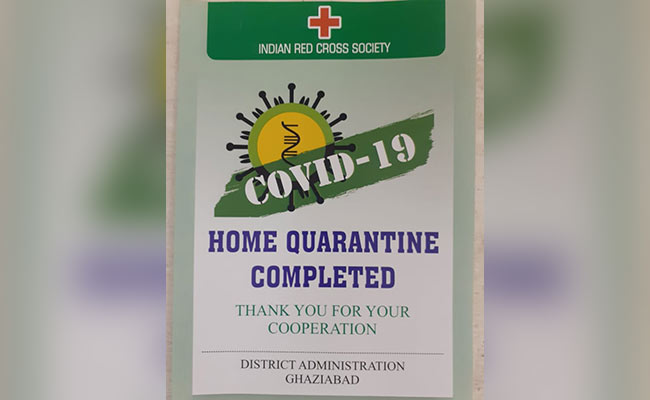 INDIAN RED CROSS SOCIETY
COVID-19
HOME QUARANTINE
COMPLETED
THANK YOU FOR YOUR
COOPERATION
DISTRICT ADMINISTRATION
GHAZIABAD